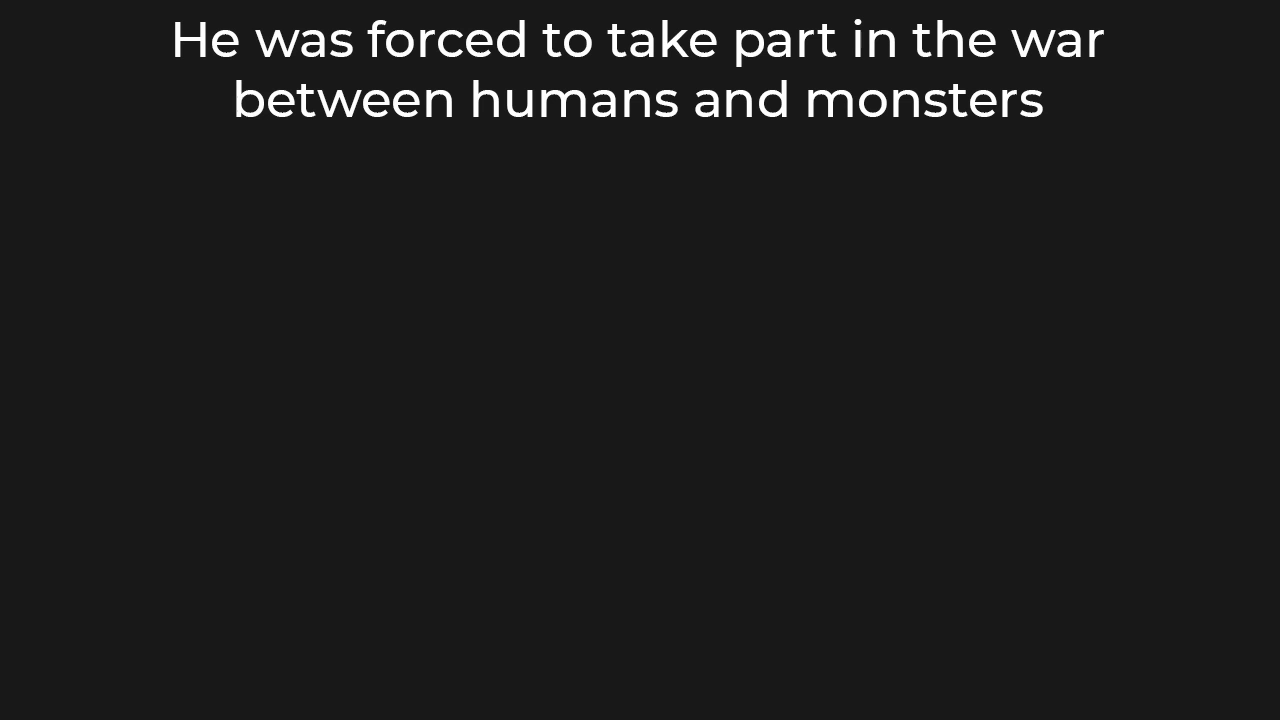 He was forced to take part in the war
between humans and monsters